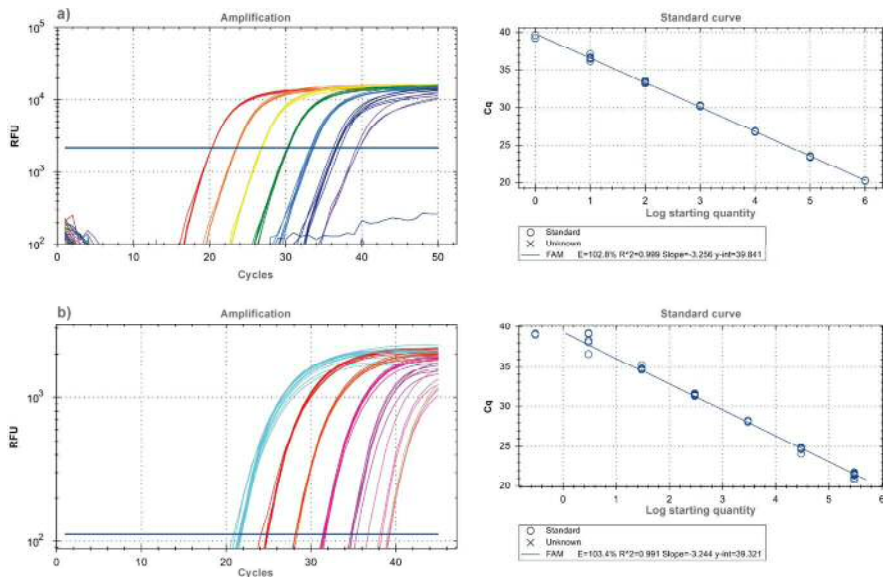 a)
Amplification
10^5
10^4
10^3
10^2
RFU
0
10
20
30
40
50
Cycles
Standard curve
40
35
30
25
20
Cq
0
1
2
3
4
5
6
Log starting quantity
Standard
Unknown
FAM E=102.8% R^2=0.999 Slope=-3.256 y-int=39.841
b)
Amplification
10^3
10^2
RFU
0
10
20
30
40
Cycles
Standard curve
40
35
30
25
20
Cq
0
1
2
3
4
5
6
Log starting quantity
Standard
Unknown
FAM E=103.4% R^2=0.991 Slope=-3.244 y-int=39.321